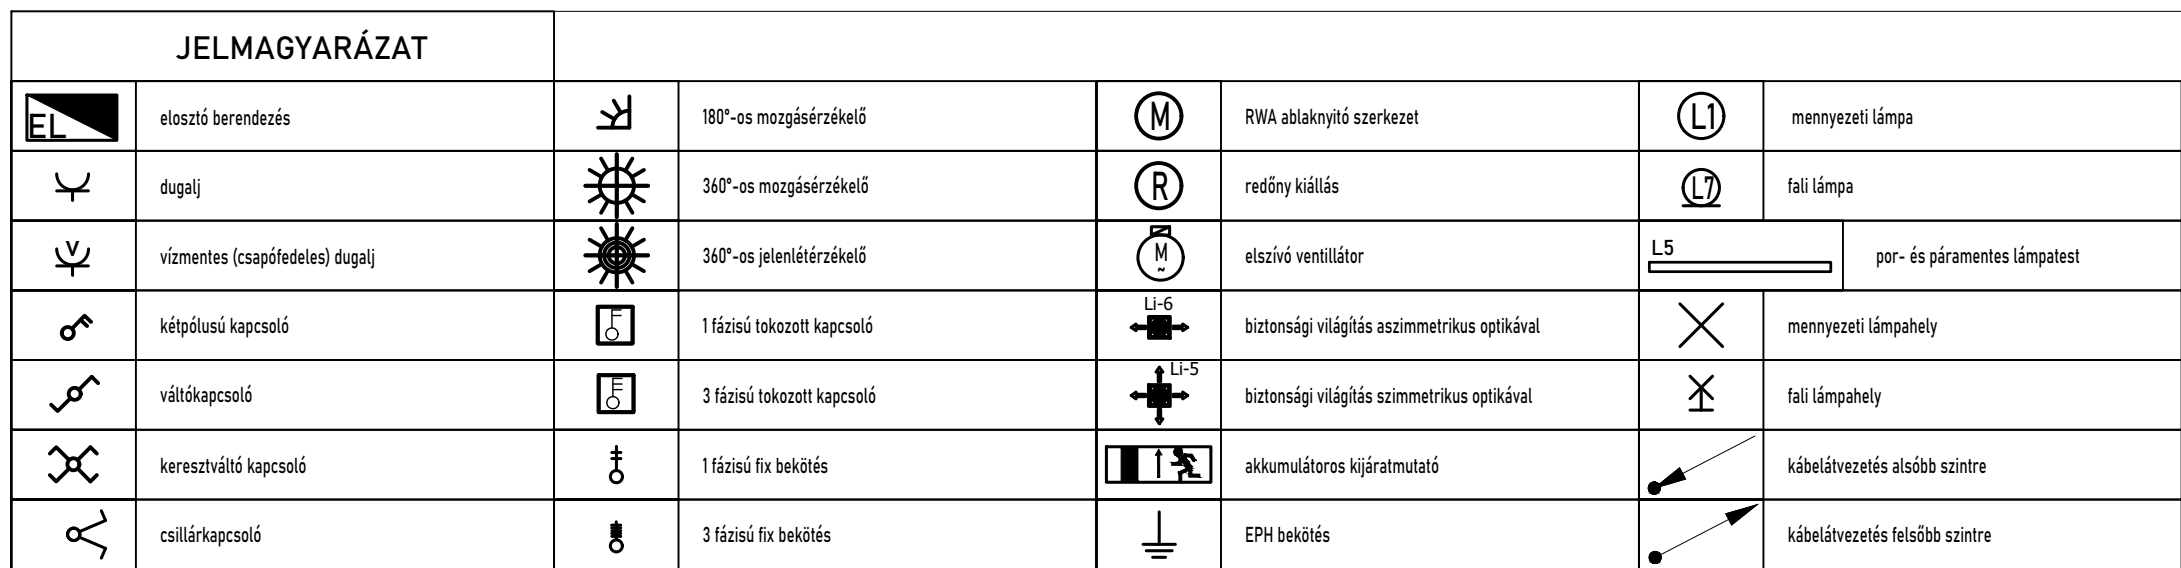 JELMAGYARÁZAT
EL elosztó berendezés
180°-os mozgásérzékelő
M RWA ablaknyitó szerkezet
L1 mennyezeti lámpa
dugalj
360°-os mozgásérzékelő
R redőny kiállás
L7 fali lámpa
V vízmentes (csapófedeles) dugalj
360°-os jelenlétérzékelő
M ~ elszívó ventillátor
L5 por- és páramentes lámpatest
kétpólusú kapcsoló
1 fázisú tokozott kapcsoló
Li-6 biztonsági világítás aszimmetrikus optikával
mennyezeti lámpahely
váltókapcsoló
3 fázisú tokozott kapcsoló
Li-5 biztonsági világítás szimmetrikus optikával
fali lámpahely
keresztváltó kapcsoló
1 fázisú fix bekötés
akkumulátoros kijáratmutató
kábelátvezetés alsóbb szintre
csillárkapcsoló
3 fázisú fix bekötés
EPH bekötés
kábelátvezetés felsőbb szintre